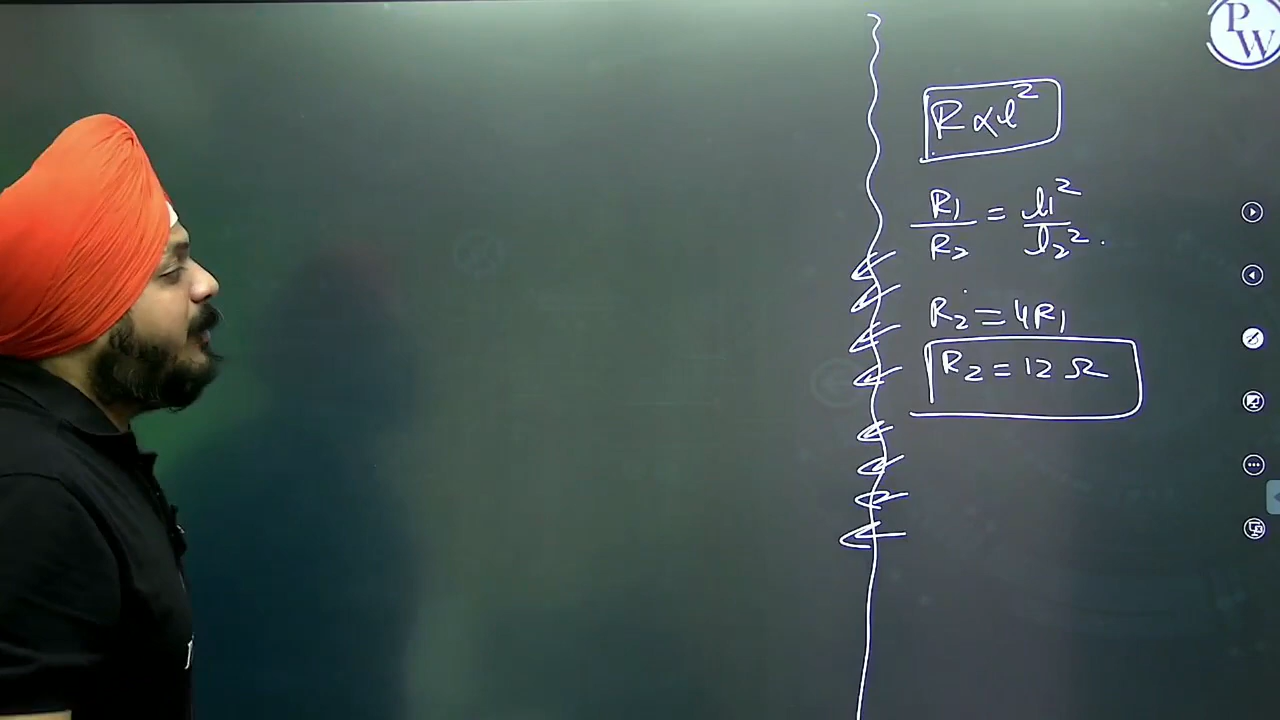 PW
R ∝ l²
R₁/R₂ = l₁²/l₂².
R₂ = 4R₁
R₂ = 12 Ω